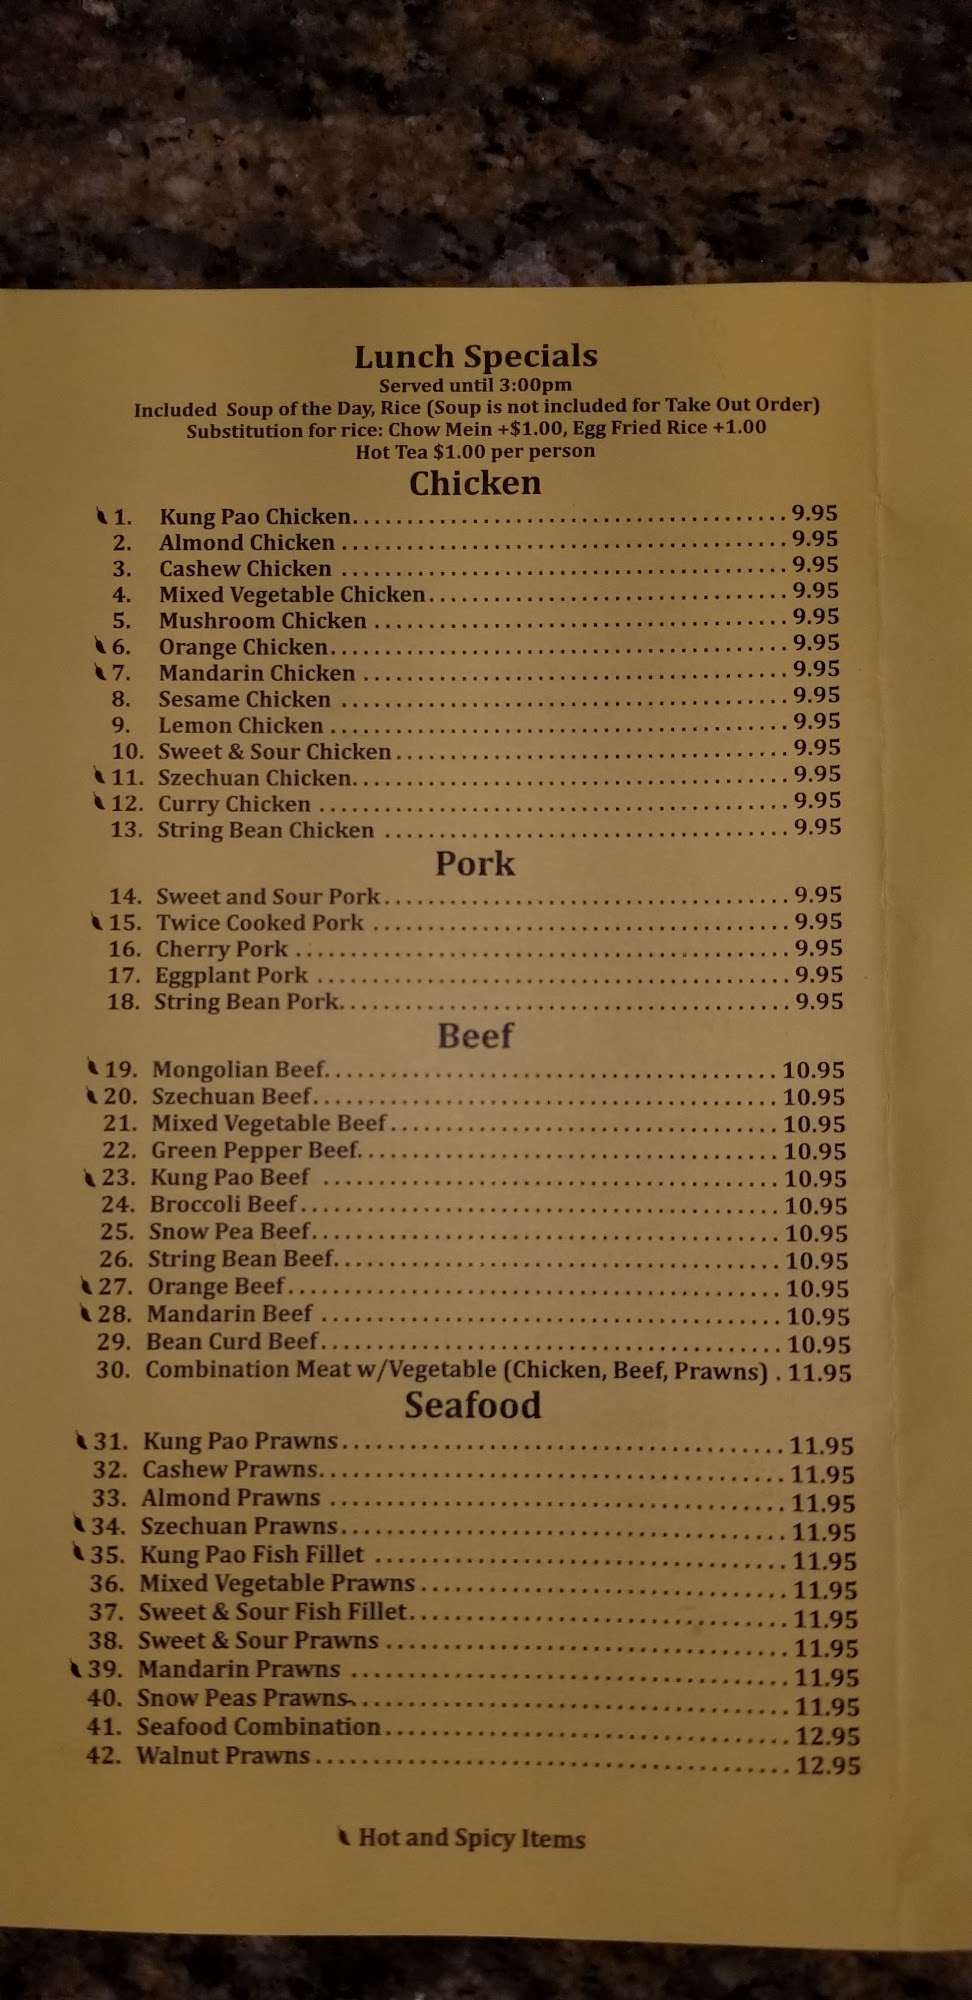 Lunch Specials
Served until 3:00pm
Included Soup of the Day, Rice (Soup is not included for Take Out Order)
Substitution for rice: Chow Mein +$1.00, Egg Fried Rice +1.00
Hot Tea $1.00 per person
Chicken
1. Kung Pao Chicken 9.95
2. Almond Chicken 9.95
3. Cashew Chicken 9.95
4. Mixed Vegetable Chicken 9.95
5. Mushroom Chicken 9.95
6. Orange Chicken 9.95
7. Mandarin Chicken 9.95
8. Sesame Chicken 9.95
9. Lemon Chicken 9.95
10. Sweet & Sour Chicken 9.95
11. Szechuan Chicken 9.95
12. Curry Chicken 9.95
13. String Bean Chicken 9.95
Pork
14. Sweet and Sour Pork 9.95
15. Twice Cooked Pork 9.95
16. Cherry Pork 9.95
17. Eggplant Pork 9.95
18. String Bean Pork 9.95
Beef
19. Mongolian Beef 10.95
20. Szechuan Beef 10.95
21. Mixed Vegetable Beef 10.95
22. Green Pepper Beef 10.95
23. Kung Pao Beef 10.95
24. Broccoli Beef 10.95
25. Snow Pea Beef 10.95
26. String Bean Beef 10.95
27. Orange Beef 10.95
28. Mandarin Beef 10.95
29. Bean Curd Beef 10.95
30. Combination Meat w/Vegetable (Chicken, Beef, Prawns) . 11.95
Seafood
31. Kung Pao Prawns 11.95
32. Cashew Prawns 11.95
33. Almond Prawns 11.95
34. Szechuan Prawns 11.95
35. Kung Pao Fish Fillet 11.95
36. Mixed Vegetable Prawns 11.95
37. Sweet & Sour Fish Fillet 11.95
38. Sweet & Sour Prawns 11.95
39. Mandarin Prawns 11.95
40. Snow Peas Prawns 11.95
41. Seafood Combination 12.95
42. Walnut Prawns 12.95
Hot and Spicy Items